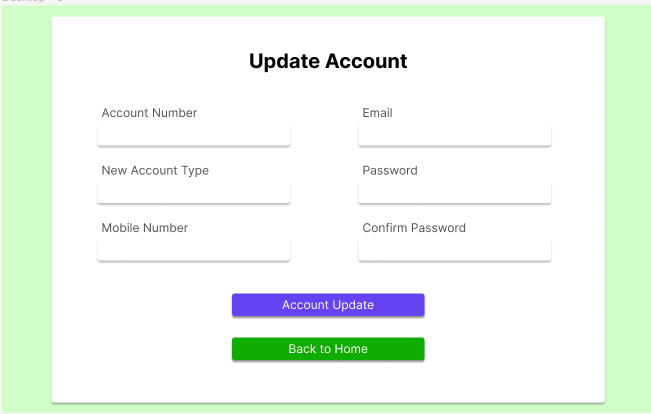 Update Account
Account Number
Email
New Account Type
Password
Mobile Number
Confirm Password
Account Update
Back to Home